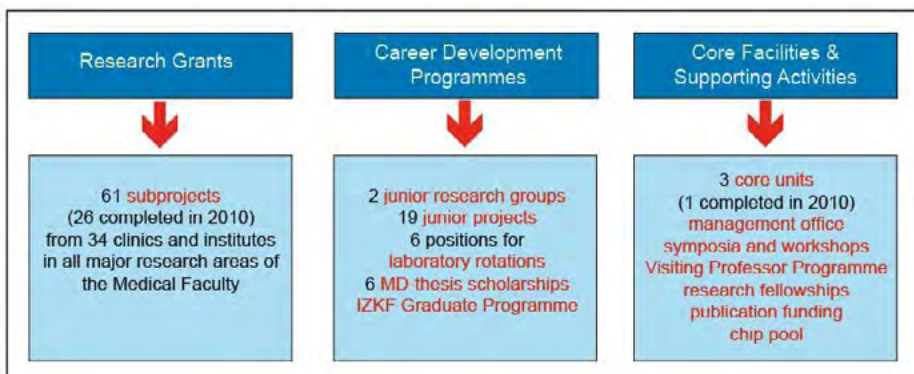 Research Grants
61 subprojects
(26 completed in 2010)
from 34 clinics and institutes
in all major research areas of
the Medical Faculty
Career Development
Programmes
2 junior research groups
19 junior projects
6 positions for
laboratory rotations
6 MD-thesis scholarships
IZKF Graduate Programme
Core Facilities &
Supporting Activities
3 core units
(1 completed in 2010)
management office
symposia and workshops
Visiting Professor Programme
research fellowships
publication funding
chip pool